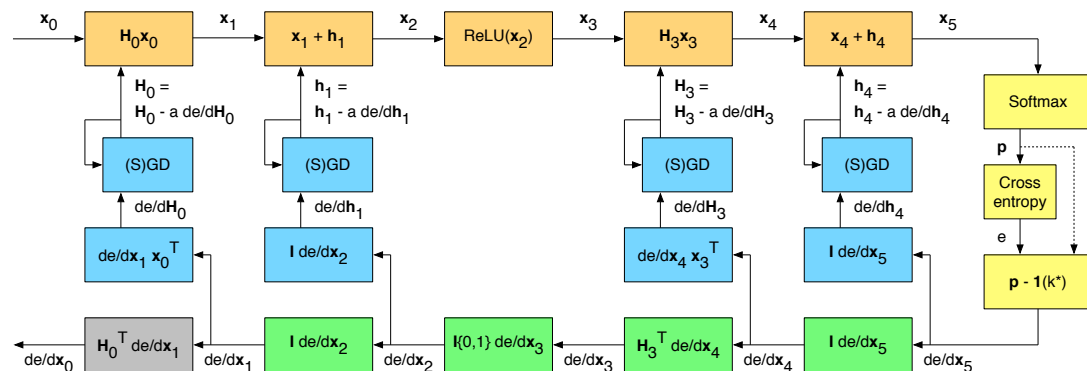 x₀ x₁ x₂ x₃ x₄ x₅
H₀x₀ x₁ + h₁ ReLU(x₂) H₃x₃ x₄ + h₄
H₀ = h₁ = H₃ = h₄ =
H₀ - a de/dH₀ h₁ - a de/dh₁ H₃ - a de/dH₃ h₄ - a de/dh₄
Softmax
p
(S)GD (S)GD (S)GD (S)GD
Cross
entropy
de/dH₀ de/dh₁ de/dH₃ de/dh₄
e
de/dx₁ x₀ᵀ I de/dx₂ de/dx₄ x₃ᵀ I de/dx₅
p - 1(k*)
H₀ᵀ de/dx₁ I de/dx₂ I{0,1} de/dx₃ H₃ᵀ de/dx₄ I de/dx₅
de/dx₀ de/dx₁ de/dx₂ de/dx₃ de/dx₄ de/dx₅